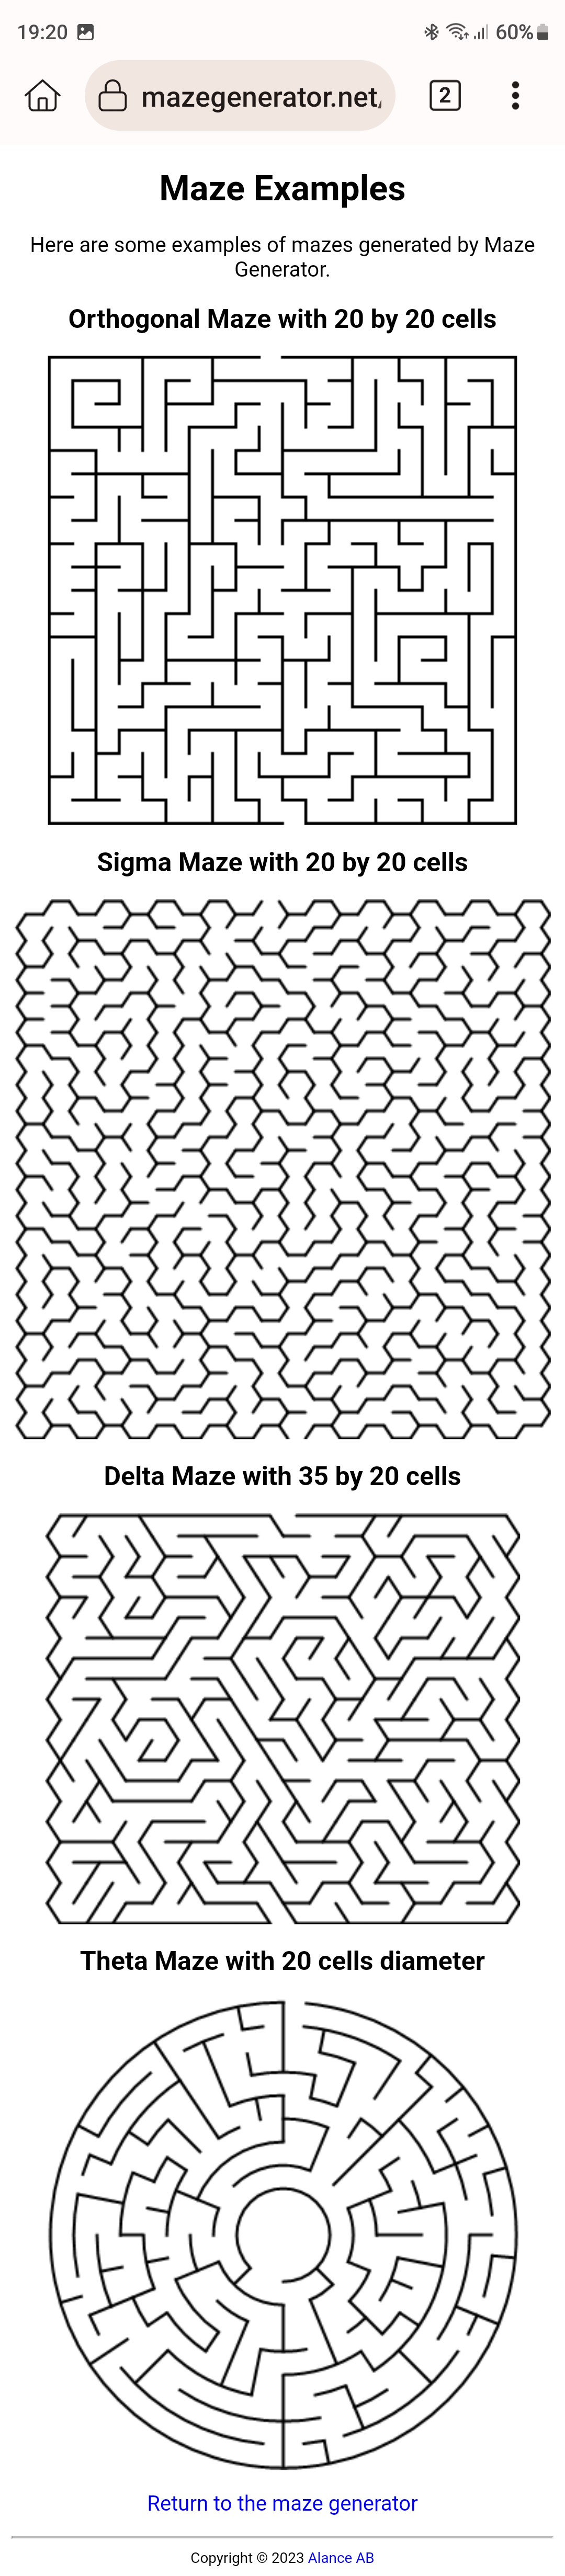 19:20 60%
mazegenerator.net, 2
Maze Examples
Here are some examples of mazes generated by Maze
Generator.
Orthogonal Maze with 20 by 20 cells
Sigma Maze with 20 by 20 cells
Delta Maze with 35 by 20 cells
Theta Maze with 20 cells diameter
Return to the maze generator
Copyright © 2023 Alance AB